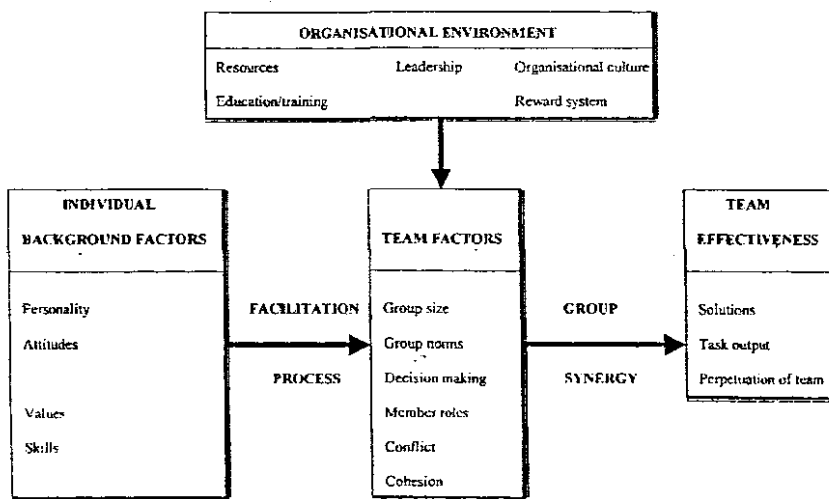 ORGANISATIONAL ENVIRONMENT
Resources Leadership Organisational culture
Education/training Reward system
INDIVIDUAL
BACKGROUND FACTORS
Personality
Attitudes
Values
Skills
FACILITATION
PROCESS
TEAM FACTORS
Group size
Group norms
Decision making
Member roles
Conflict
Cohesion
GROUP
SYNERGY
TEAM
EFFECTIVENESS
Solutions
Task output
Perpetuation of team